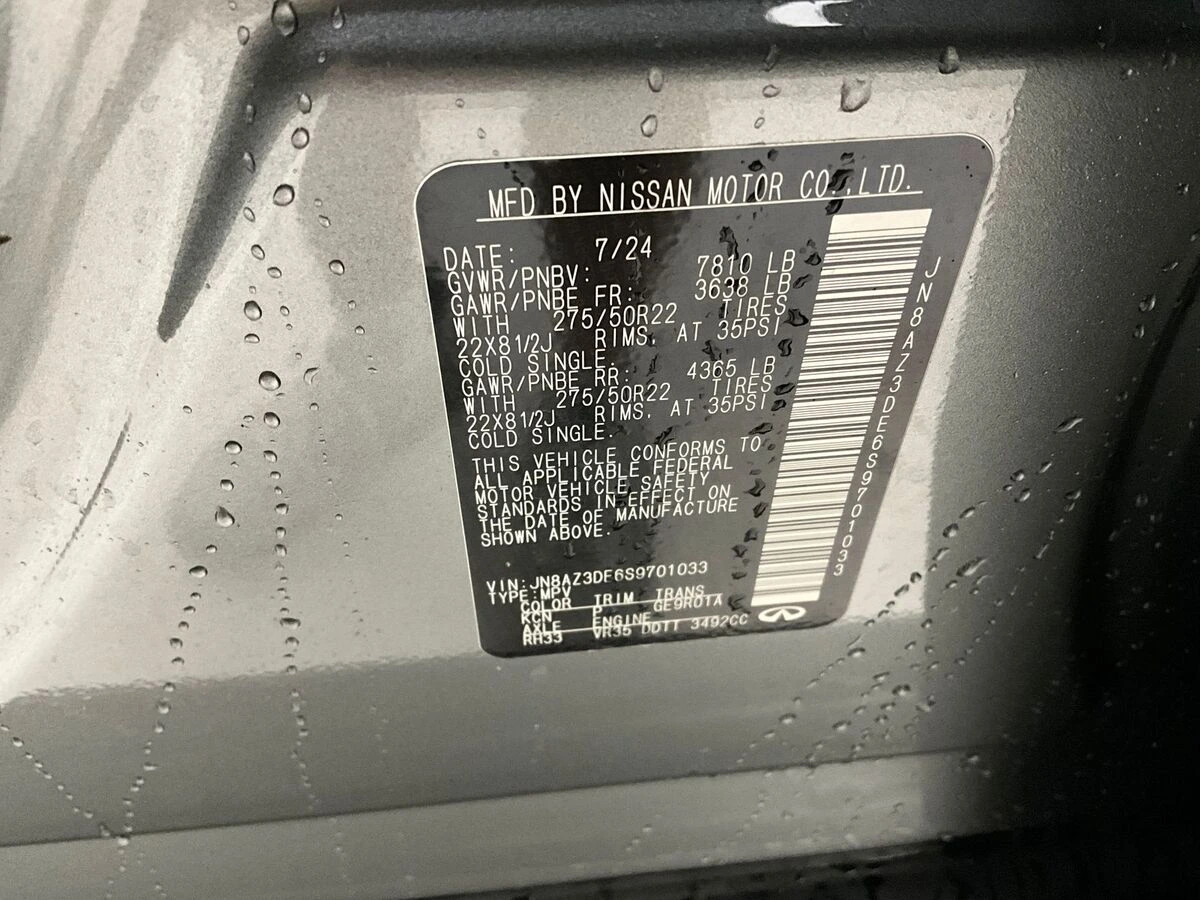 MFD BY NISSAN MOTOR CO.,LTD.
DATE: 7/24
GVWR/PNBV: 7810 LB
GAWR/PNBE FR: 3638 LB
WITH 275/50R22 TIRES
22X81/2J RIMS, AT 35PSI
COLD SINGLE.
GAWR/PNBE RR: 4365 LB
WITH 275/50R22 TIRES
22X81/2J RIMS, AT 35PSI
COLD SINGLE.
THIS VEHICLE CONFORMS TO
ALL APPLICABLE FEDERAL
MOTOR VEHICLE SAFETY
STANDARDS IN EFFECT ON
THE DATE OF MANUFACTURE
SHOWN ABOVE.
VIN:JN8AZ3DE6S9701033
TYPE:MPV
COLOR TRIM TRANS
KCN P GE9R01A
AXLE ENGINE
RH33 VR35 DDTT 3492CC
JN8AZ3DE6S9701033